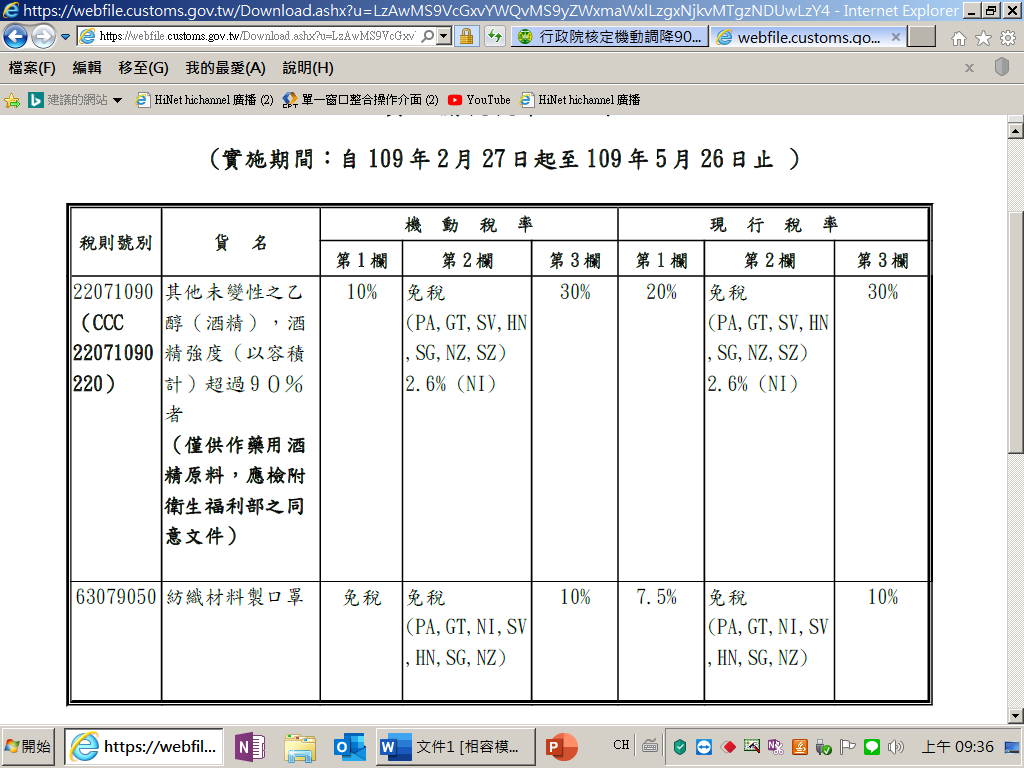 https://webfile.customs.gov.tw/Download.ashx?u=LzAwMS9VcGxvYWQvMS9yZWxmaWxlLzgxNjkvMTgzNDUwLzY4 - Internet Explorer
https://webfile.customs.gov.tw/Download.ashx?u=LzAwMS9VcGxvY
行政院核定機動調降90...
webfile.customs.go...
檔案(F) 編輯 移至(G) 我的最愛(A) 說明(H)
建議的網站
HiNet hichannel 廣播 (2)
單一窗口整合操作介面 (2)
YouTube
HiNet hichannel 廣播
(實施期間：自 109 年 2 月 27 日起至 109 年 5 月 26 日止 )
稅則號別 貨 名 機 動 稅 率 現 行 稅 率
第 1 欄 第 2 欄 第 3 欄 第 1 欄 第 2 欄 第 3 欄
22071090 其他未變性之乙 10% 免稅 30% 20% 免稅 30%
(CCC 醇（酒精），酒 (PA,GT,SV,HN (PA,GT,SV,HN
22071090 精強度（以容積 ,SG,NZ,SZ) ,SG,NZ,SZ)
220) 計）超過９０％ 2.6% (NI) 2.6% (NI)
者
（僅供作藥用酒
精原料，應檢附
衛生福利部之同
意文件）
63079050 紡織材料製口罩 免稅 免稅 10% 7.5% 免稅 10%
(PA,GT,NI,SV (PA,GT,NI,SV
,HN,SG,NZ) ,HN,SG,NZ)
開始
https://webfil...
文件1 [相容模...
CH
上午 09:36